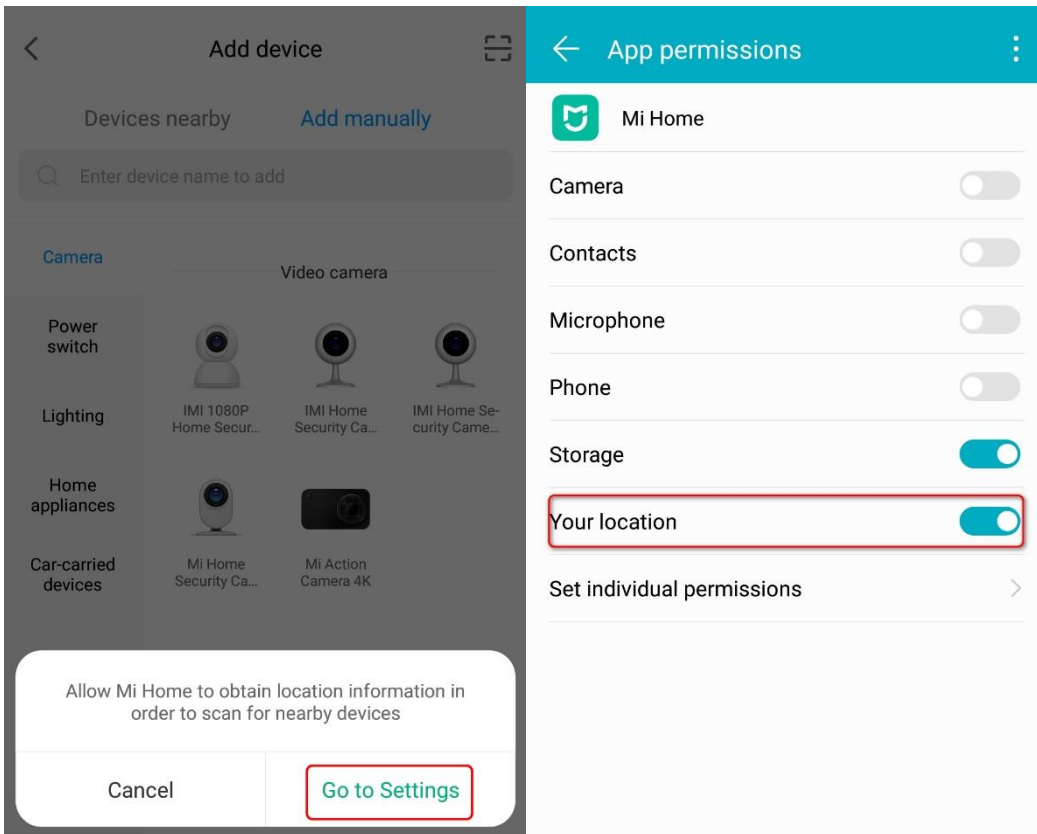 Add device
Devices nearby
Add manually
Enter device name to add
Camera
Power
switch
Lighting
Home
appliances
Car-carried
devices
Video camera
IMI 1080P
Home Secur...
IMI Home
Security Ca...
IMI Home Se-
curity Came...
Mi Home
Security Ca...
Mi Action
Camera 4K
Allow Mi Home to obtain location information in
order to scan for nearby devices
Cancel
Go to Settings
App permissions
Mi Home
Camera
Contacts
Microphone
Phone
Storage
Your location
Set individual permissions